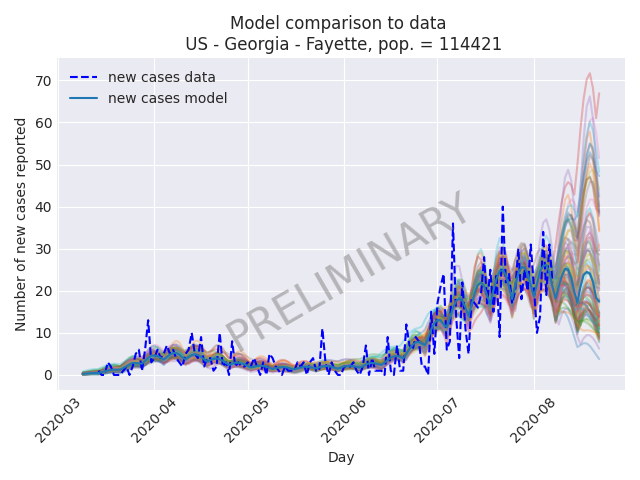 Model comparison to data
US - Georgia - Fayette, pop. = 114421
new cases data
new cases model
PRELIMINARY
Number of new cases reported
70
60
50
40
30
20
10
0
2020-03
2020-04
2020-05
2020-06
2020-07
2020-08
Day